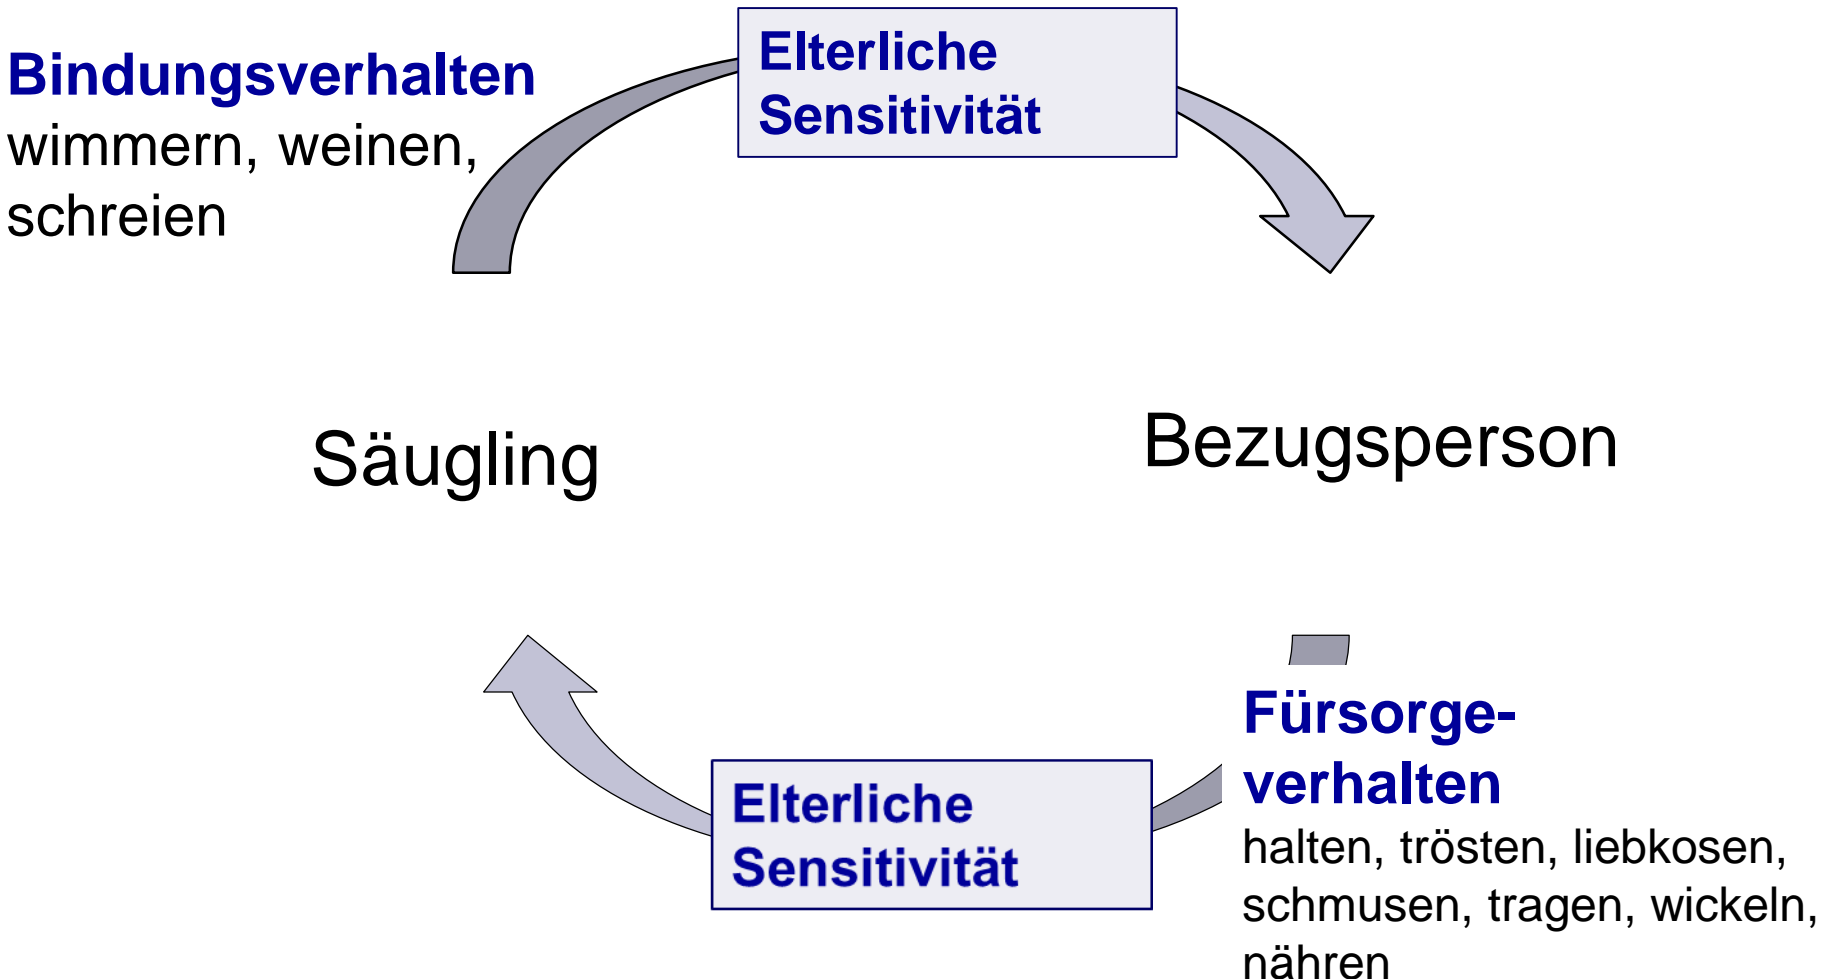 Bindungsverhalten
wimmern, weinen,
schreien
Elterliche
Sensitivität
Säugling
Bezugsperson
Elterliche
Sensitivität
Fürsorge-
verhalten
halten, trösten, liebkosen,
schmusen, tragen, wickeln,
nähren